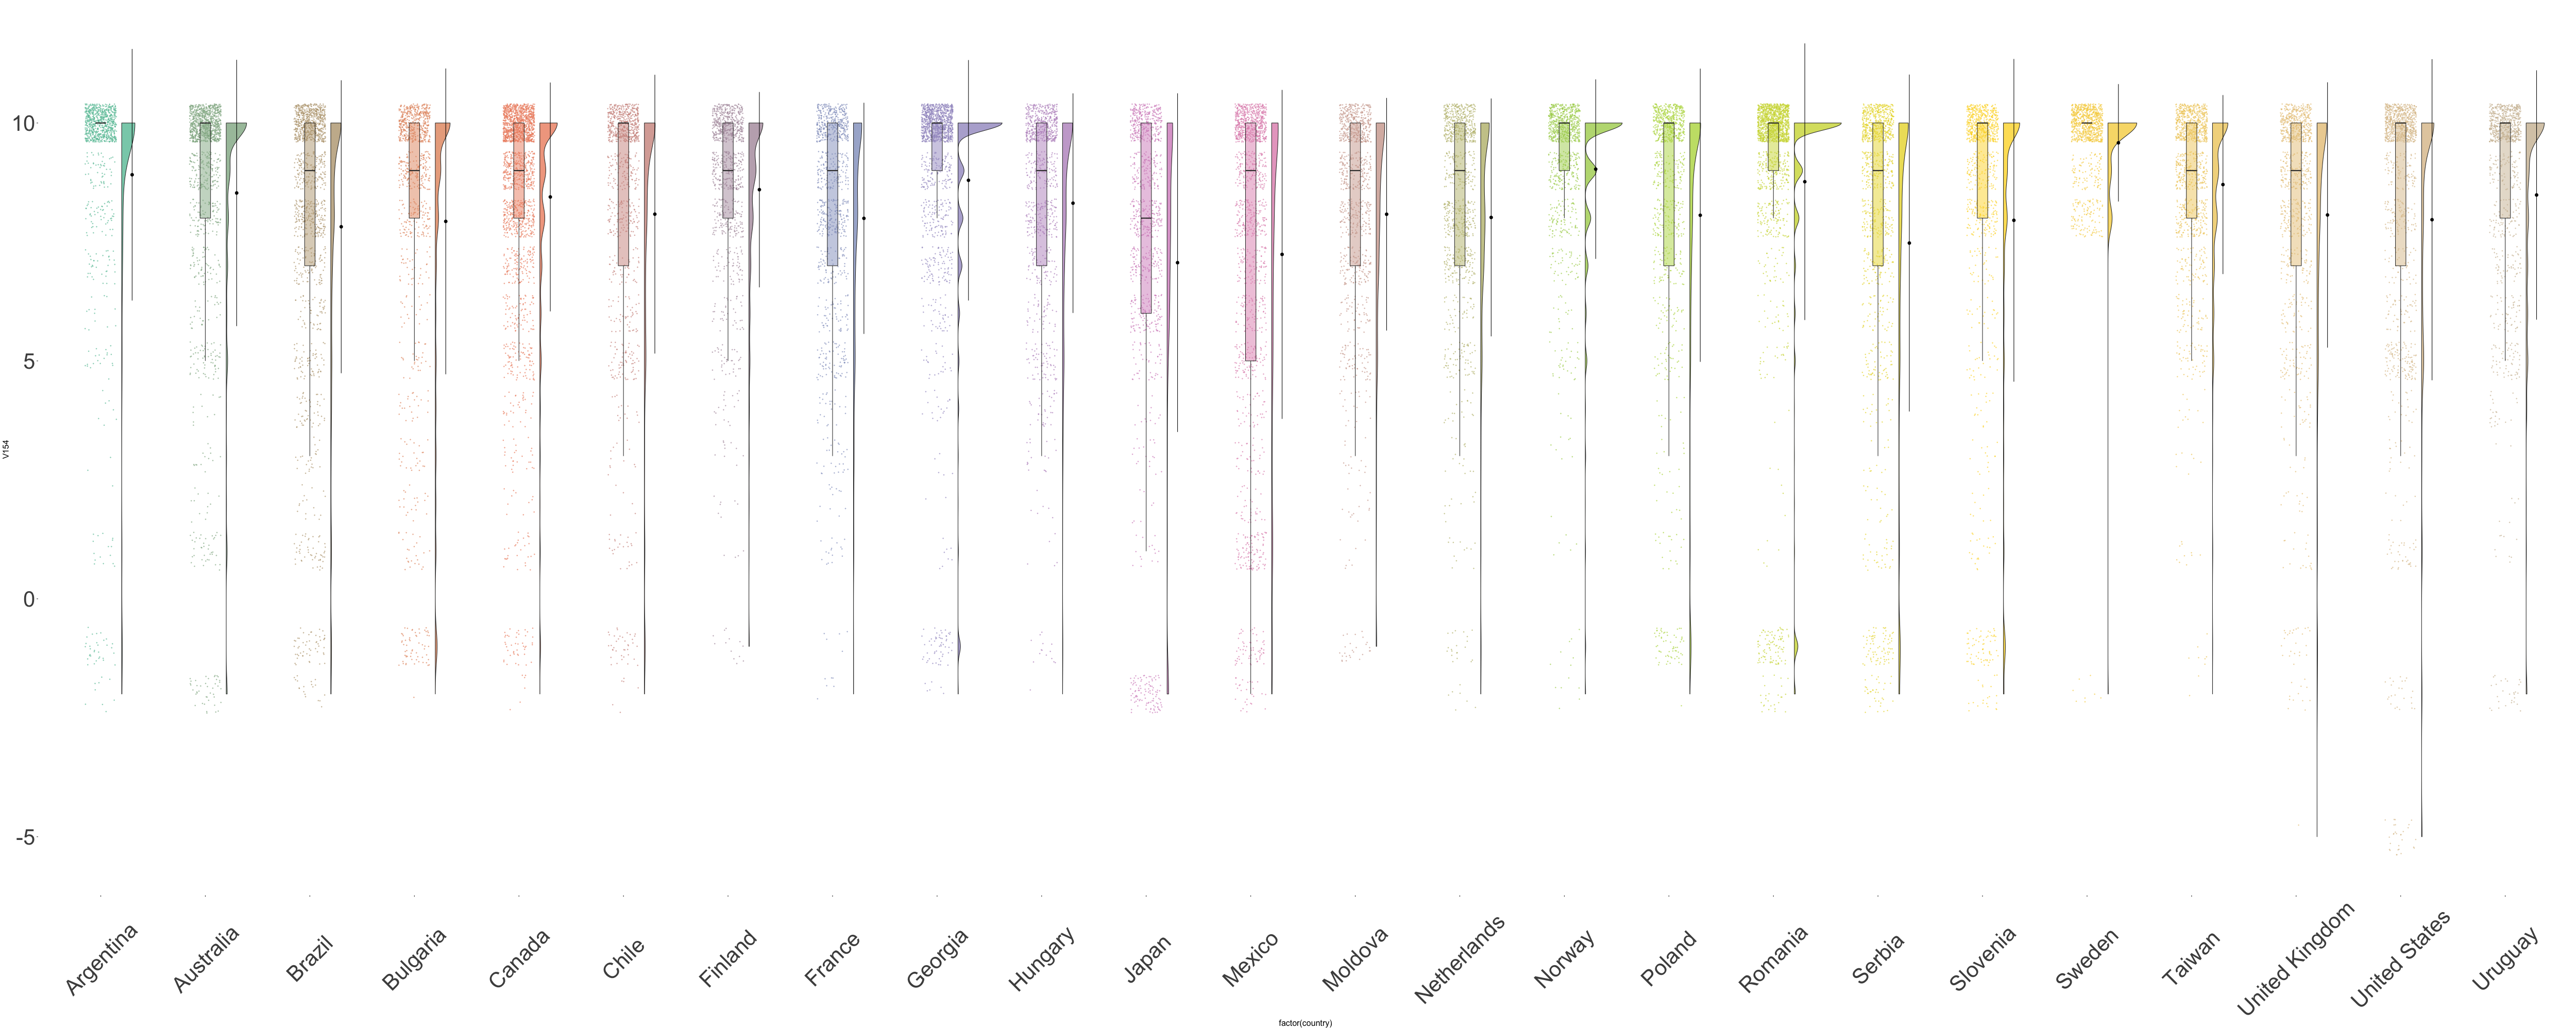 10
5
0
-5
V154
Argentina
Australia
Brazil
Bulgaria
Canada
Chile
Finland
France
Georgia
Hungary
Japan
Mexico
Moldova
Netherlands
Norway
Poland
Romania
Serbia
Slovenia
Sweden
Taiwan
United Kingdom
United States
Uruguay
factor(country)